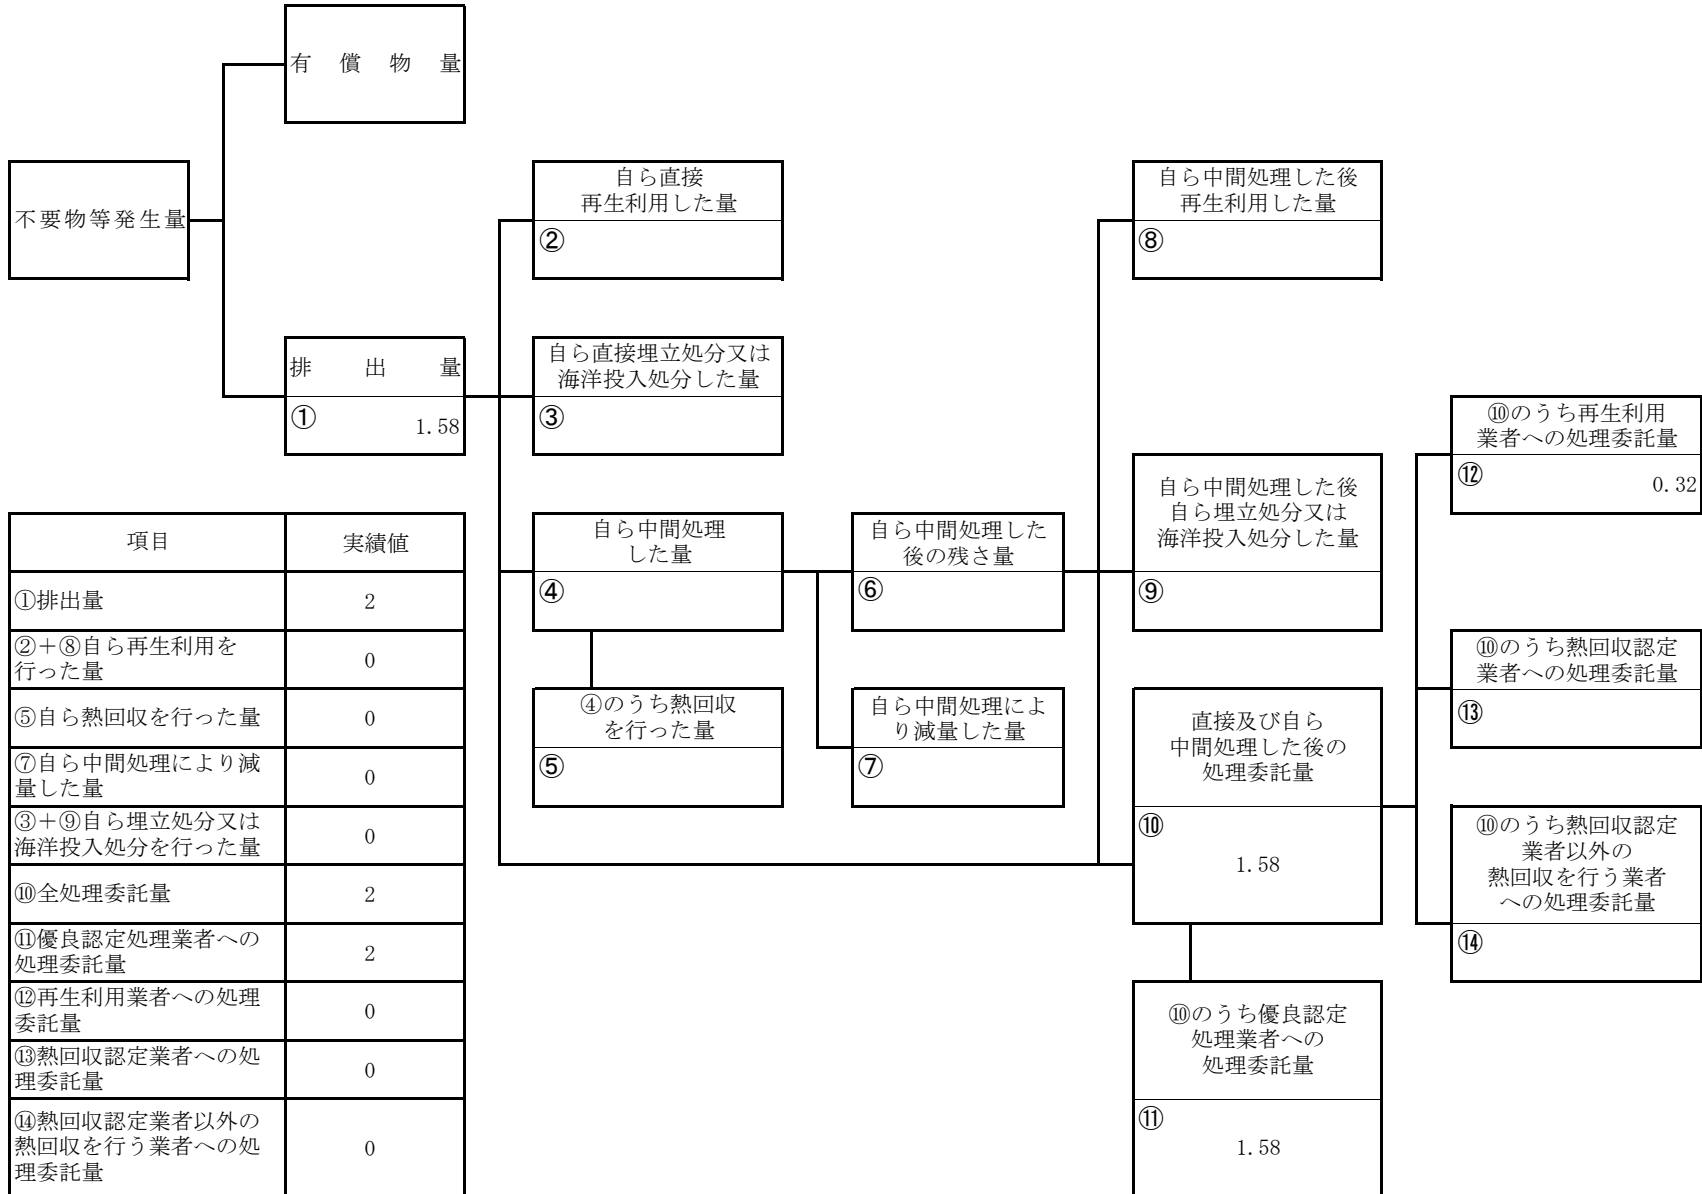 有償物量
不要物等発生量
排出量
①
1.58
自ら直接
再生利用した量
②
自ら直接埋立処分又は
海洋投入処分した量
③
自ら中間処理
した量
④
④のうち熱回収
を行った量
⑤
自ら中間処理した
後の残さ量
⑥
自ら中間処理によ
り減量した量
⑦
自ら中間処理した後
再生利用した量
⑧
自ら中間処理した後
自ら埋立処分又は
海洋投入処分した量
⑨
直接及び自ら
中間処理した後の
処理委託量
⑩
1.58
⑩のうち優良認定
処理業者への
処理委託量
⑪
1.58
⑩のうち再生利用
業者への処理委託量
⑫
0.32
⑩のうち熱回収認定
業者への処理委託量
⑬
⑩のうち熱回収認定
業者以外の
熱回収を行う業者
への処理委託量
⑭
項目 実績値
①排出量 2
②+⑧自ら再生利用を
行った量 0
⑤自ら熱回収を行った量 0
⑦自ら中間処理により減
量した量 0
③+⑨自ら埋立処分又は
海洋投入処分を行った量 0
⑩全処理委託量 2
⑪優良認定処理業者への
処理委託量 2
⑫再生利用業者への処理
委託量 0
⑬熱回収認定業者への処
理委託量 0
⑭熱回収認定業者以外の
熱回収を行う業者への処 0
理委託量